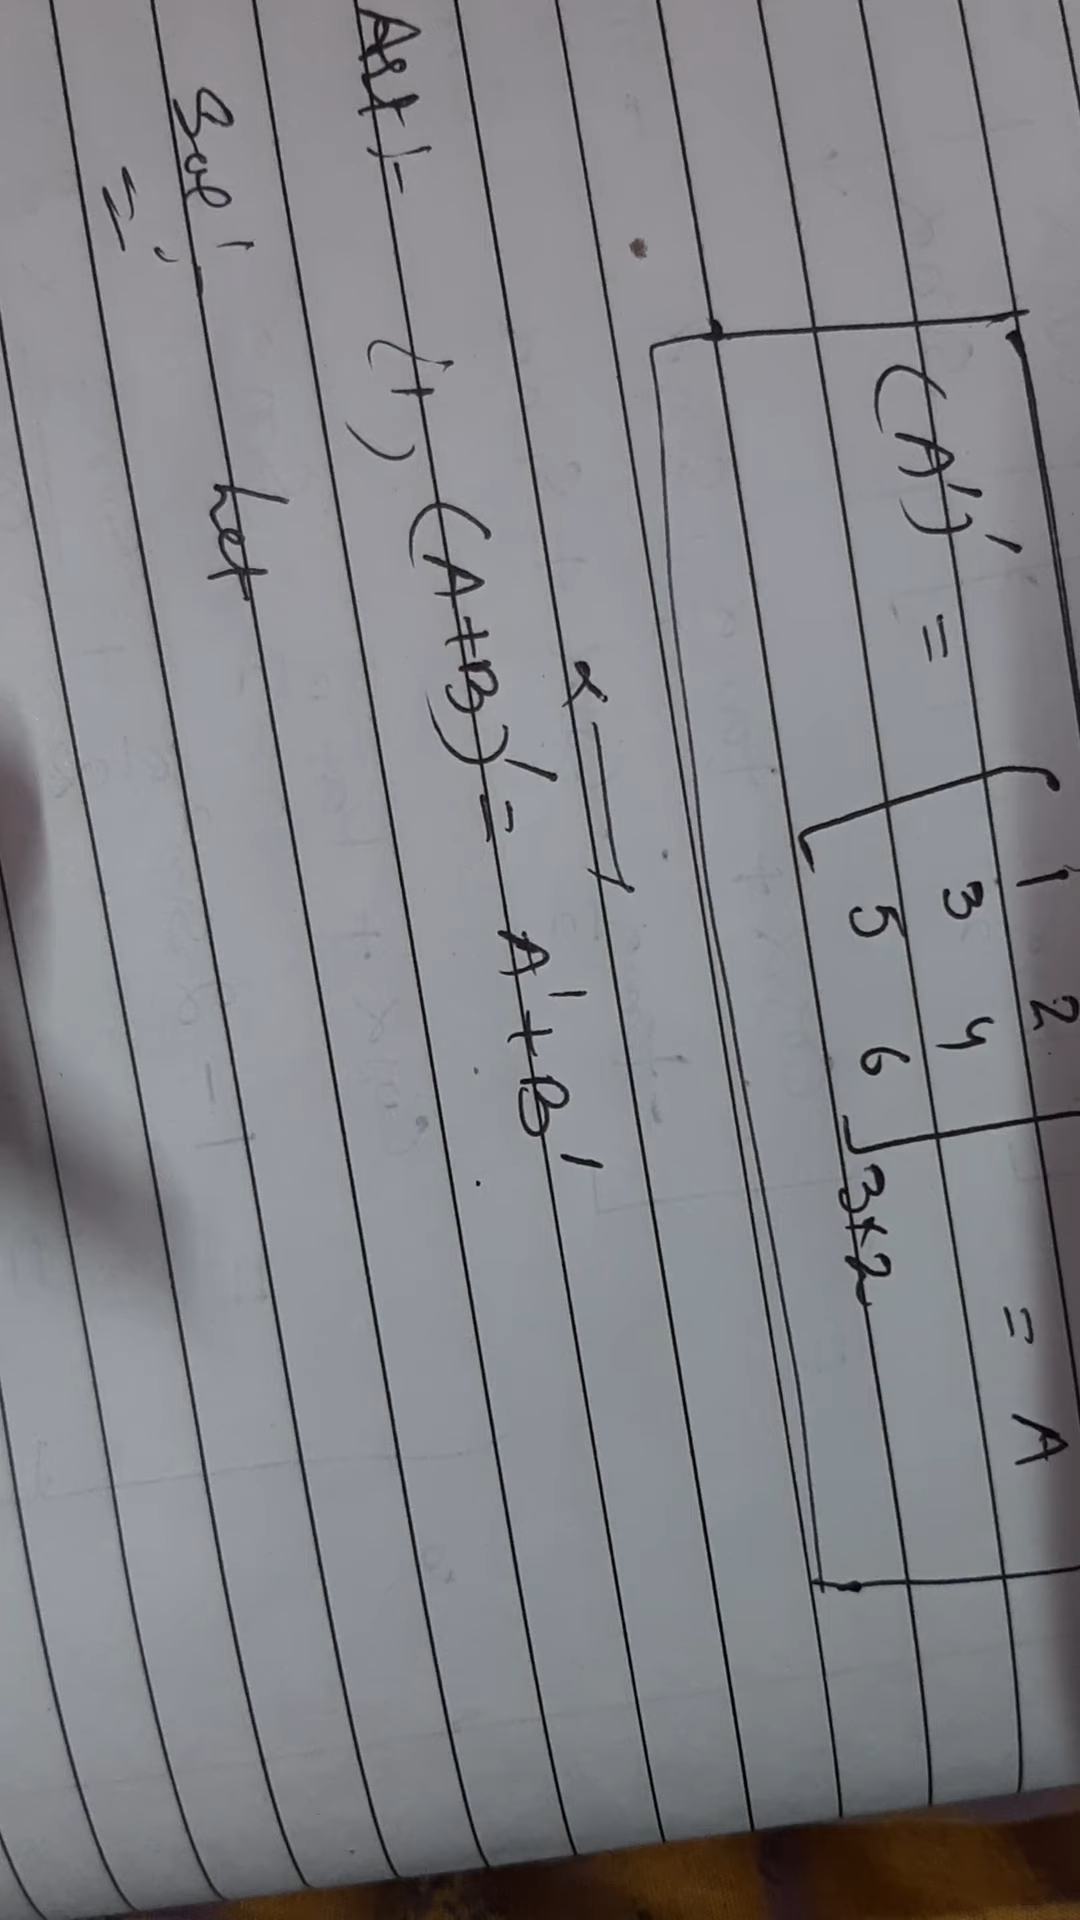 1 2
(A')' = 3 4 = A
5 6 3×2
Art - (1) (A+B)' = A' + B'
Sol' - Let